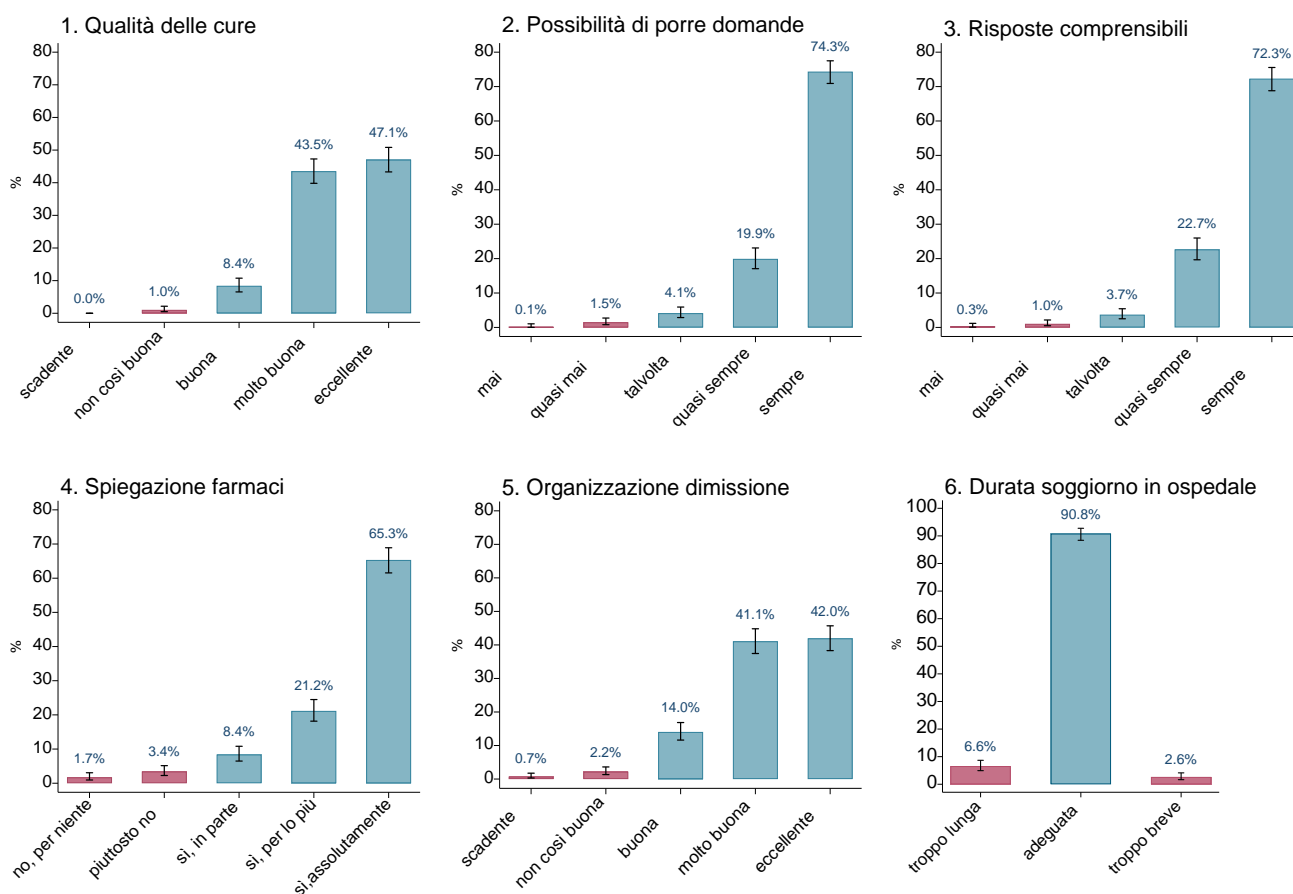 1. Qualità delle cure
80
70
60
50
40
30
20
10
0
%
0.0%
1.0%
8.4%
43.5%
47.1%
scadente
non così buona
buona
molto buona
eccellente
2. Possibilità di porre domande
80
70
60
50
40
30
20
10
0
%
0.1%
1.5%
4.1%
19.9%
74.3%
mai
quasi mai
talvolta
quasi sempre
sempre
3. Risposte comprensibili
80
70
60
50
40
30
20
10
0
%
0.3%
1.0%
3.7%
22.7%
72.3%
mai
quasi mai
talvolta
quasi sempre
sempre
4. Spiegazione farmaci
80
70
60
50
40
30
20
10
0
%
1.7%
3.4%
8.4%
21.2%
65.3%
no, per niente
piuttosto no
sì, in parte
sì, per lo più
sì,assolutamente
5. Organizzazione dimissione
80
70
60
50
40
30
20
10
0
%
0.7%
2.2%
14.0%
41.1%
42.0%
scadente
non così buona
buona
molto buona
eccellente
6. Durata soggiorno in ospedale
100
90
80
70
60
50
40
30
20
10
0
%
6.6%
90.8%
2.6%
troppo lunga
adeguata
troppo breve